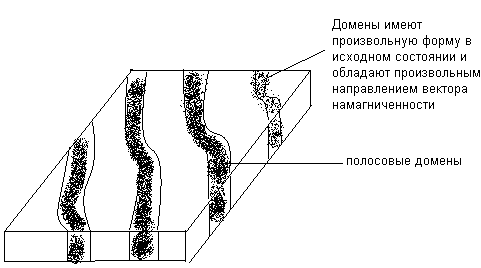 Домены имеют
произвольную форму в
исходном состоянии и
обладают произвольным
направлением вектора
намагниченности
полосовые домены